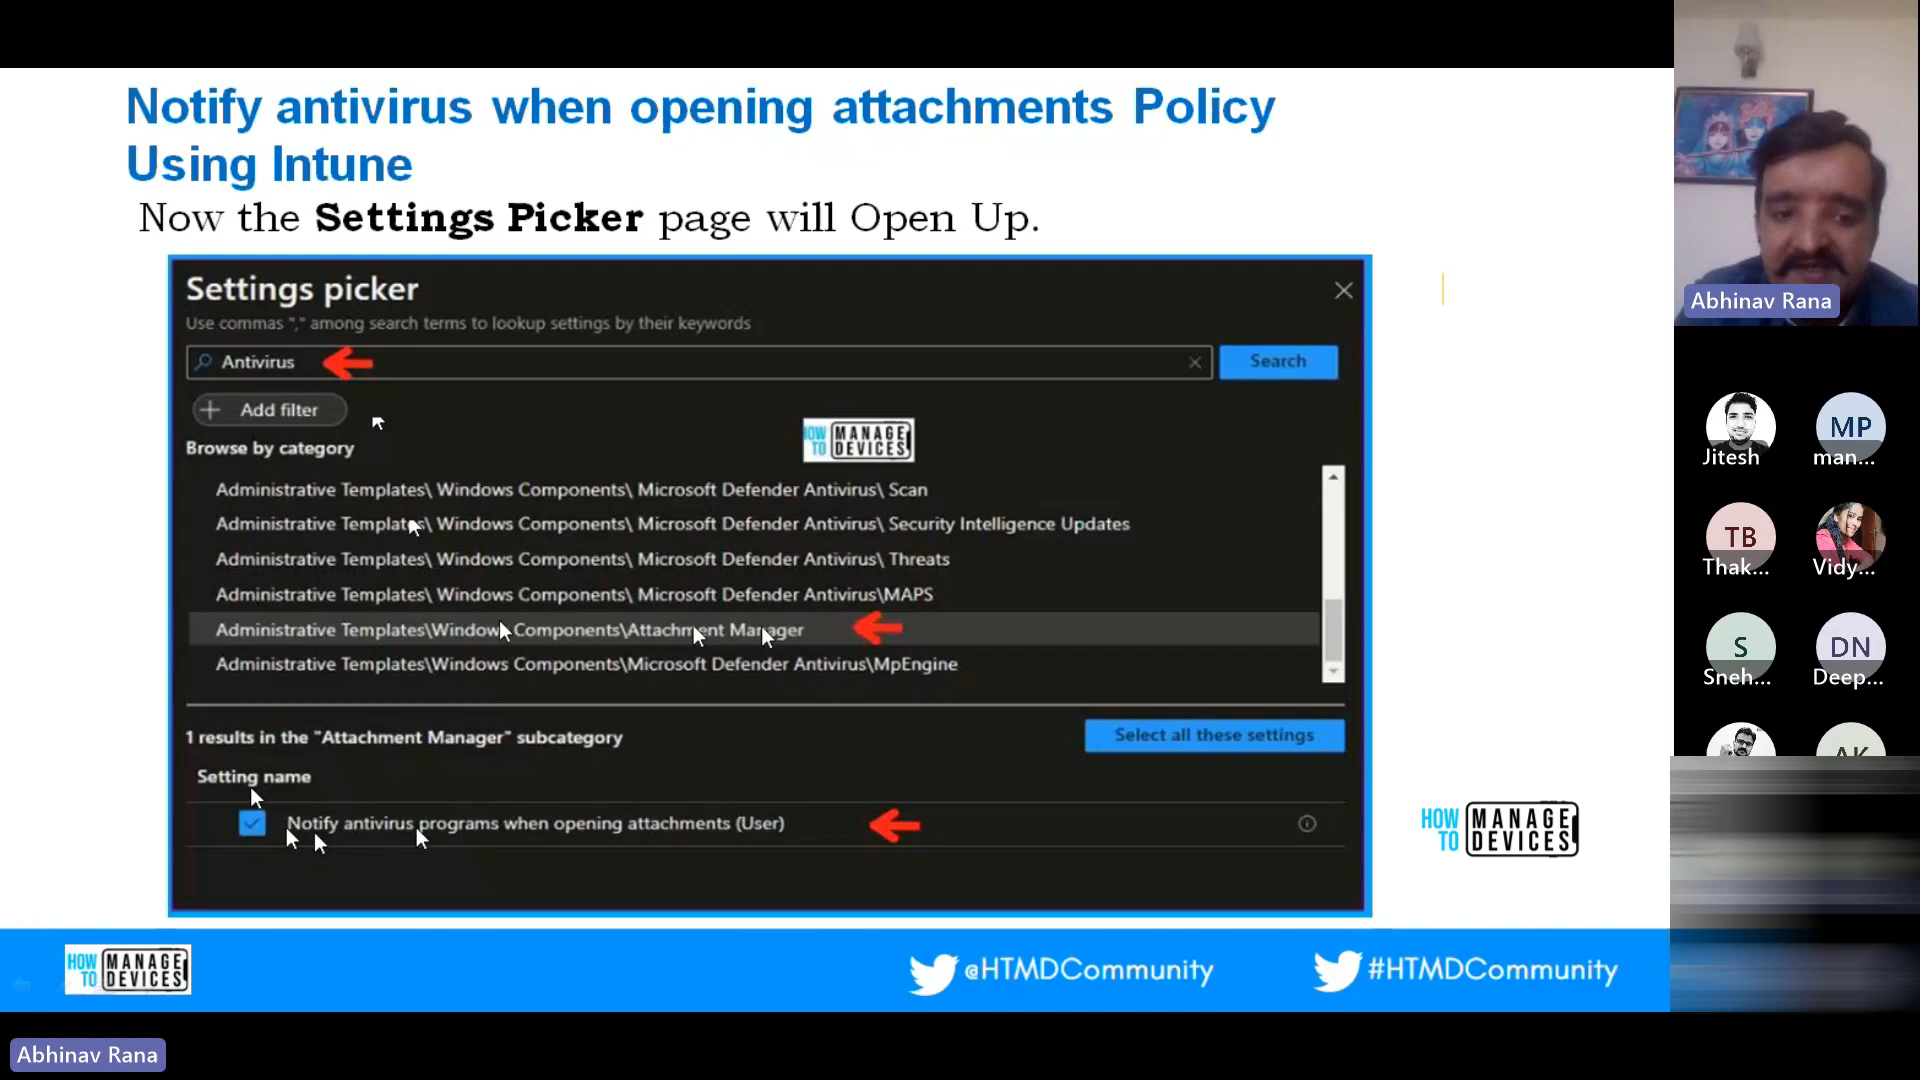 Notify antivirus when opening attachments Policy
Using Intune
Now the Settings Picker page will Open Up.
Settings picker
Use commas "," among search terms to lookup settings by their keywords
Antivirus
Search
Add filter
HOW TO MANAGE DEVICES
Browse by category
Administrative Templates\ Windows Components\ Microsoft Defender Antivirus\ Scan
Administrative Templates\ Windows Components\ Microsoft Defender Antivirus\ Security Intelligence Updates
Administrative Templates\ Windows Components\ Microsoft Defender Antivirus\ Threats
Administrative Templates\ Windows Components\ Microsoft Defender Antivirus\MAPS
Administrative Templates\Windows Components\Attachment Manager
Administrative Templates\Windows Components\Microsoft Defender Antivirus\MpEngine
1 results in the "Attachment Manager" subcategory
Select all these settings
Setting name
Notify antivirus programs when opening attachments (User)
HOW TO MANAGE DEVICES
HOW TO MANAGE DEVICES
@HTMDCommunity
#HTMDCommunity
Abhinav Rana
Abhinav Rana
Jitesh
MP
man...
TB
Thak...
Vidy...
S
Sneh...
DN
Deep...
AK